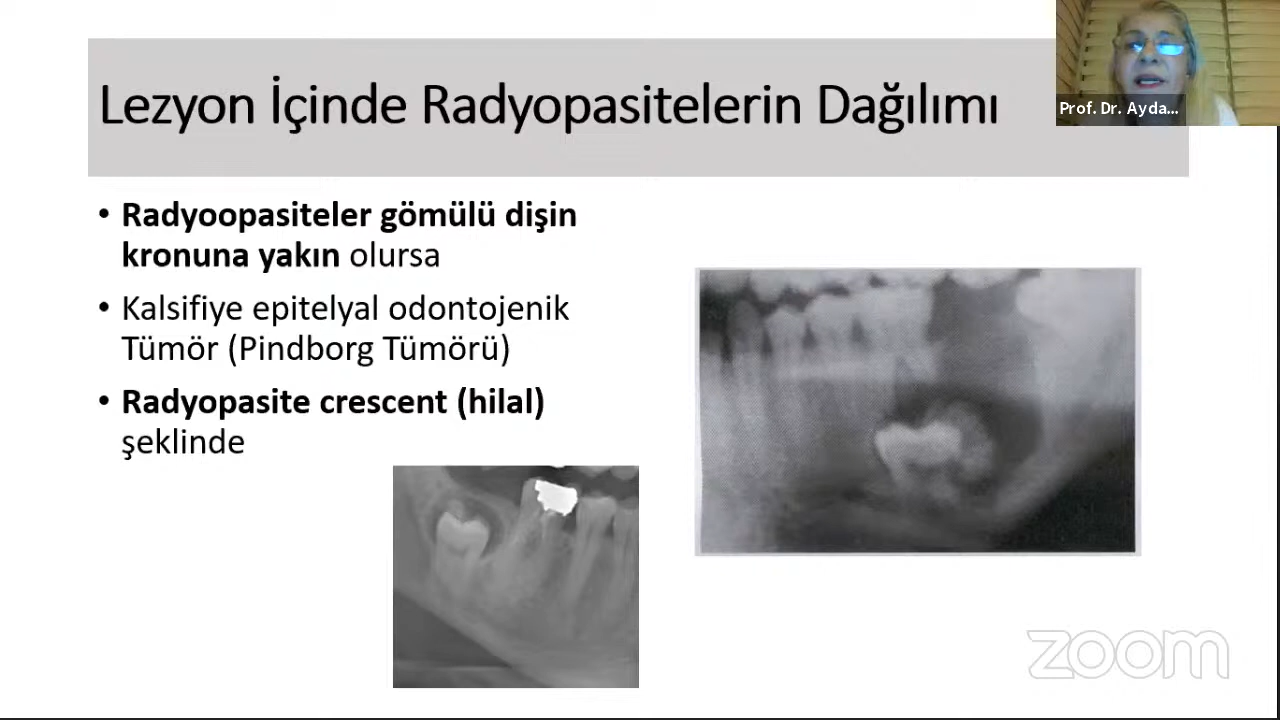 Lezyon İçinde Radyopasitelerin Dağılımı
Prof. Dr. Ayda...
• Radyoopasiteler gömülü dişin
kronuna yakın olursa
• Kalsifiye epitelyal odontojenik
Tümör (Pindborg Tümörü)
• Radyopasite crescent (hilal)
şeklinde
zoom